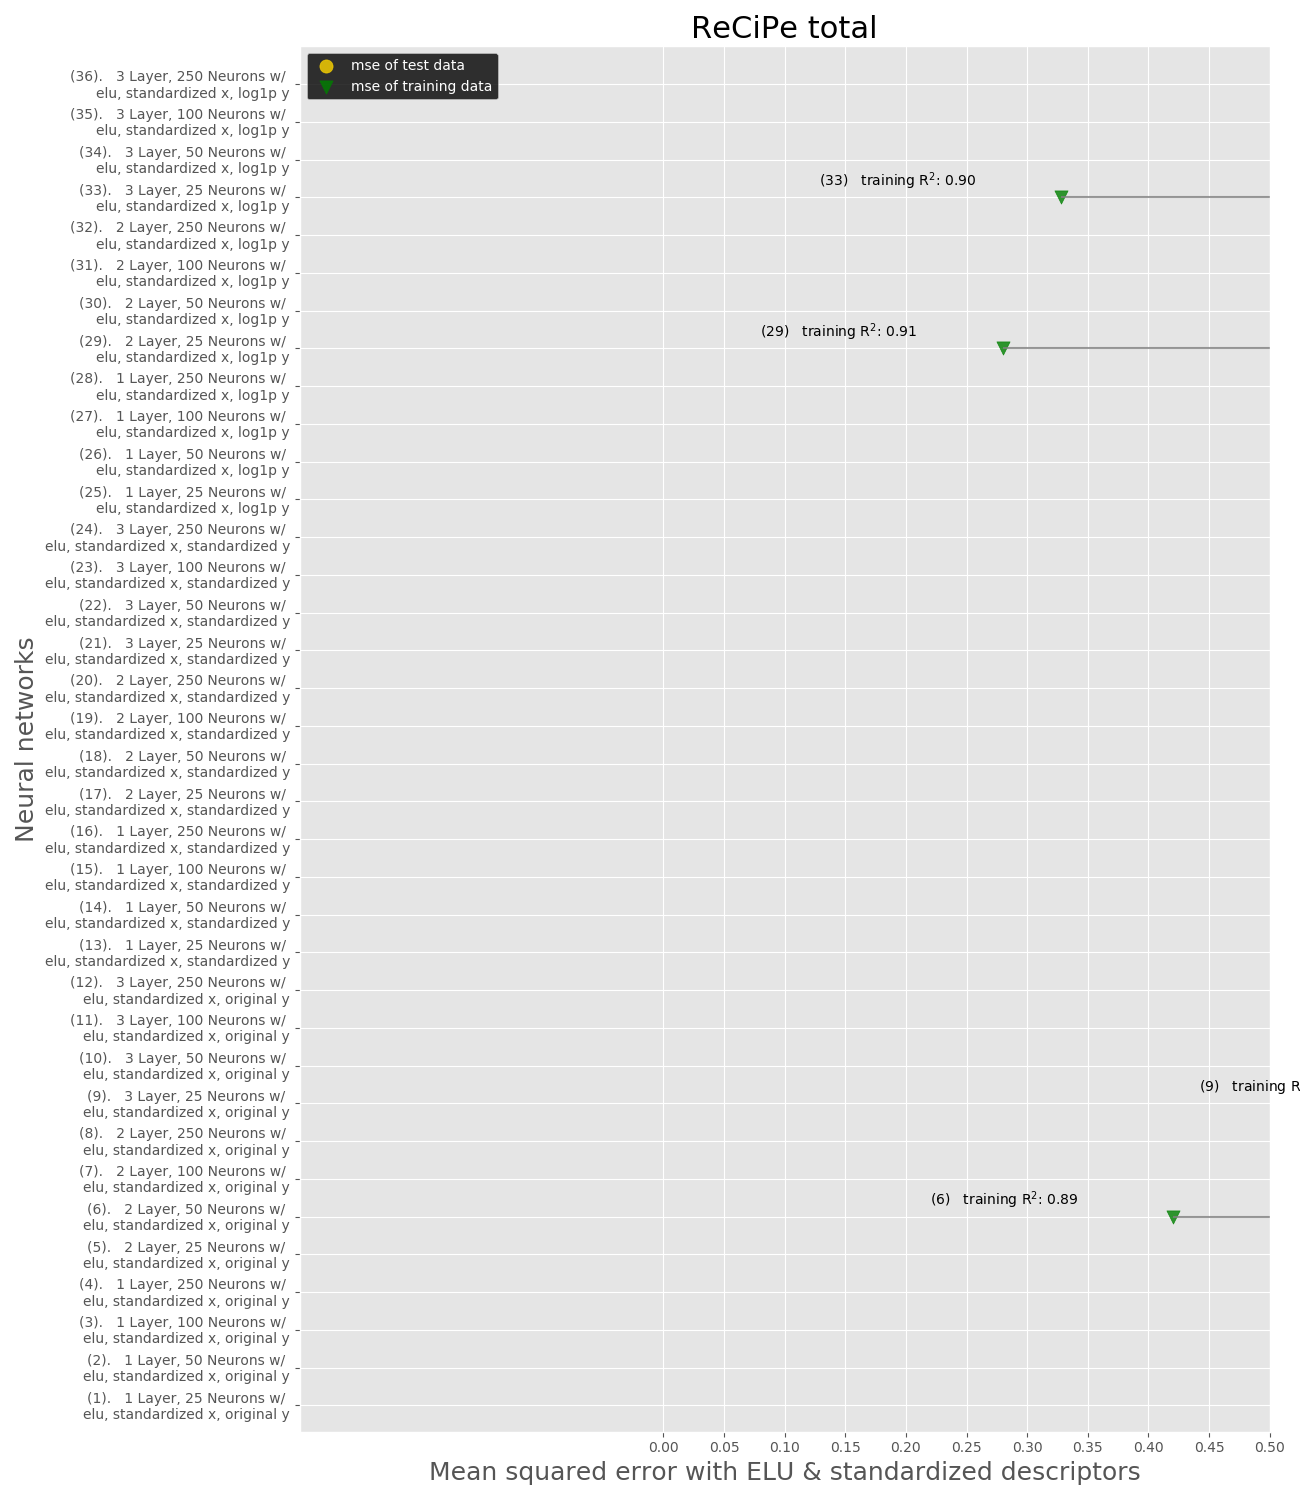 ReCiPe total
mse of test data
mse of training data
(36).   3 Layer, 250 Neurons w/
elu, standardized x, log1p y
(35).   3 Layer, 100 Neurons w/
elu, standardized x, log1p y
(34).   3 Layer, 50 Neurons w/
elu, standardized x, log1p y
(33)   training R²: 0.90
(33).   3 Layer, 25 Neurons w/
elu, standardized x, log1p y
(32).   2 Layer, 250 Neurons w/
elu, standardized x, log1p y
(31).   2 Layer, 100 Neurons w/
elu, standardized x, log1p y
(30).   2 Layer, 50 Neurons w/
elu, standardized x, log1p y
(29)   training R²: 0.91
(29).   2 Layer, 25 Neurons w/
elu, standardized x, log1p y
(28).   1 Layer, 250 Neurons w/
elu, standardized x, log1p y
(27).   1 Layer, 100 Neurons w/
elu, standardized x, log1p y
(26).   1 Layer, 50 Neurons w/
elu, standardized x, log1p y
(25).   1 Layer, 25 Neurons w/
elu, standardized x, log1p y
(24).   3 Layer, 250 Neurons w/
elu, standardized x, standardized y
(23).   3 Layer, 100 Neurons w/
elu, standardized x, standardized y
(22).   3 Layer, 50 Neurons w/
elu, standardized x, standardized y
(21).   3 Layer, 25 Neurons w/
elu, standardized x, standardized y
(20).   2 Layer, 250 Neurons w/
elu, standardized x, standardized y
(19).   2 Layer, 100 Neurons w/
elu, standardized x, standardized y
(18).   2 Layer, 50 Neurons w/
elu, standardized x, standardized y
(17).   2 Layer, 25 Neurons w/
elu, standardized x, standardized y
(16).   1 Layer, 250 Neurons w/
elu, standardized x, standardized y
(15).   1 Layer, 100 Neurons w/
elu, standardized x, standardized y
(14).   1 Layer, 50 Neurons w/
elu, standardized x, standardized y
(13).   1 Layer, 25 Neurons w/
elu, standardized x, standardized y
(12).   3 Layer, 250 Neurons w/
elu, standardized x, original y
(11).   3 Layer, 100 Neurons w/
elu, standardized x, original y
(10).   3 Layer, 50 Neurons w/
elu, standardized x, original y
(9)   training R
(9).   3 Layer, 25 Neurons w/
elu, standardized x, original y
(8).   2 Layer, 250 Neurons w/
elu, standardized x, original y
(7).   2 Layer, 100 Neurons w/
elu, standardized x, original y
(6)   training R²: 0.89
(6).   2 Layer, 50 Neurons w/
elu, standardized x, original y
(5).   2 Layer, 25 Neurons w/
elu, standardized x, original y
(4).   1 Layer, 250 Neurons w/
elu, standardized x, original y
(3).   1 Layer, 100 Neurons w/
elu, standardized x, original y
(2).   1 Layer, 50 Neurons w/
elu, standardized x, original y
(1).   1 Layer, 25 Neurons w/
elu, standardized x, original y
Neural networks
0.00 0.05 0.10 0.15 0.20 0.25 0.30 0.35 0.40 0.45 0.50
Mean squared error with ELU & standardized descriptors